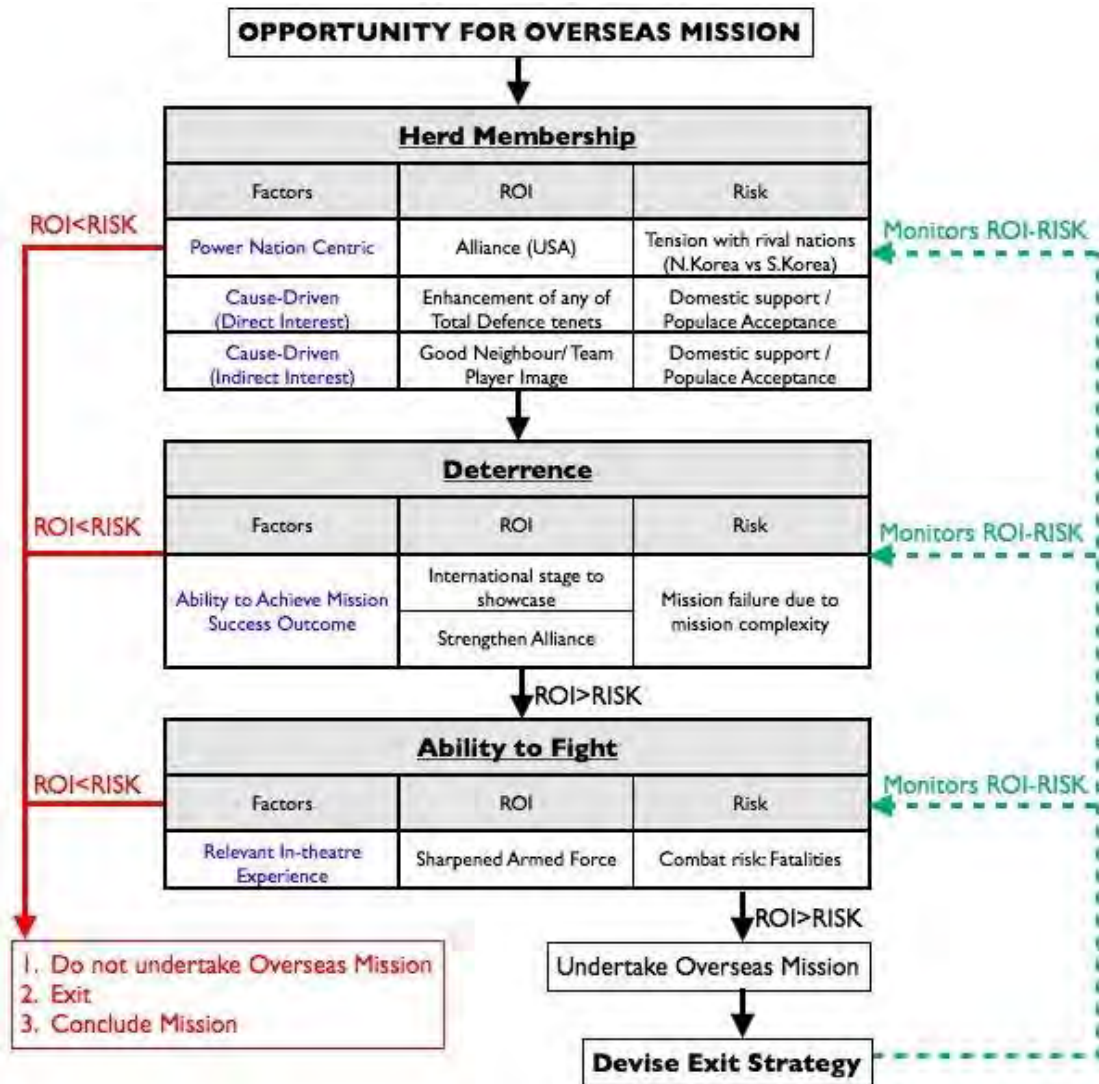 OPPORTUNITY FOR OVERSEAS MISSION
Herd Membership
Factors
ROI
Risk
ROI<RISK
Power Nation Centric
Alliance (USA)
Tension with rival nations
(N.Korea vs S.Korea)
Monitors ROI-RISK
Cause-Driven
(Direct Interest)
Enhancement of any of
Total Defence tenets
Domestic support /
Populace Acceptance
Cause-Driven
(Indirect Interest)
Good Neighbour/ Team
Player Image
Domestic support /
Populace Acceptance
Deterrence
ROI<RISK
Factors
ROI
Risk
Monitors ROI-RISK
Ability to Achieve Mission
Success Outcome
International stage to
showcase
Strengthen Alliance
Mission failure due to
mission complexity
ROI>RISK
Ability to Fight
ROI<RISK
Factors
ROI
Risk
Monitors ROI-RISK
Relevant In-theatre
Experience
Sharpened Armed Force
Combat risk: Fatalities
ROI>RISK
1. Do not undertake Overseas Mission
2. Exit
3. Conclude Mission
Undertake Overseas Mission
Devise Exit Strategy